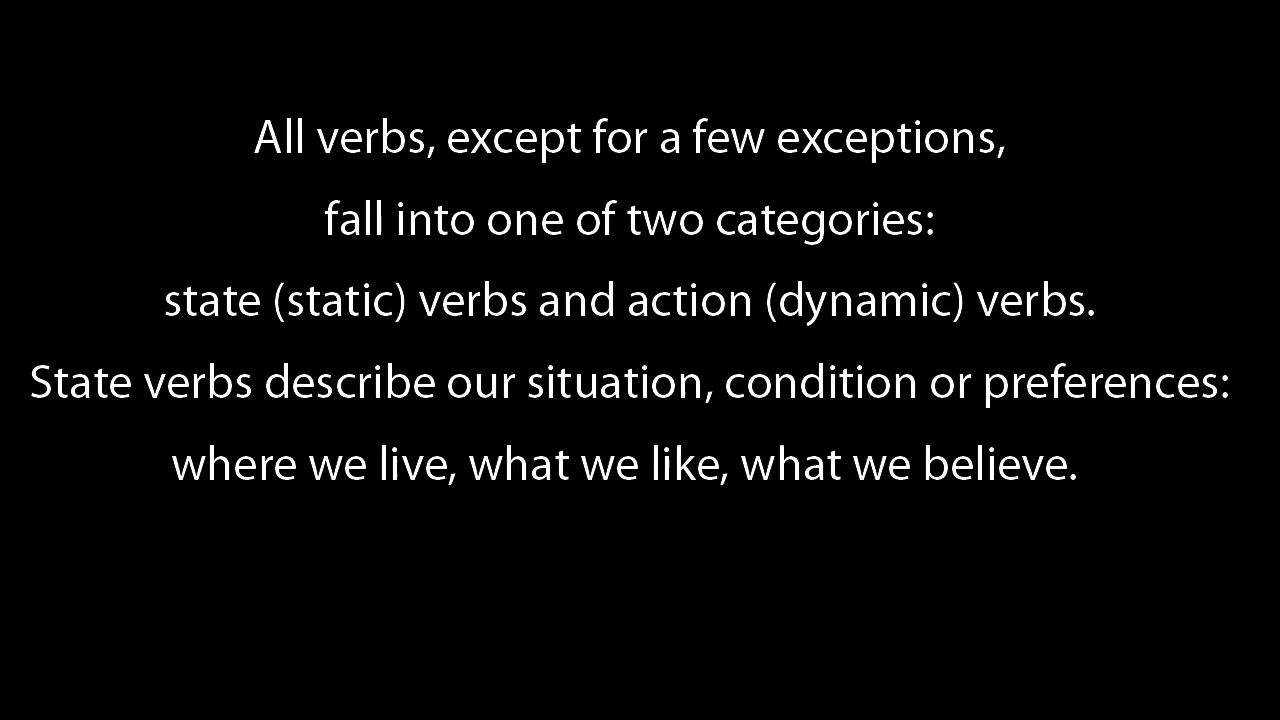 All verbs, except for a few exceptions,
fall into one of two categories:
state (static) verbs and action (dynamic) verbs.
State verbs describe our situation, condition or preferences:
where we live, what we like, what we believe.